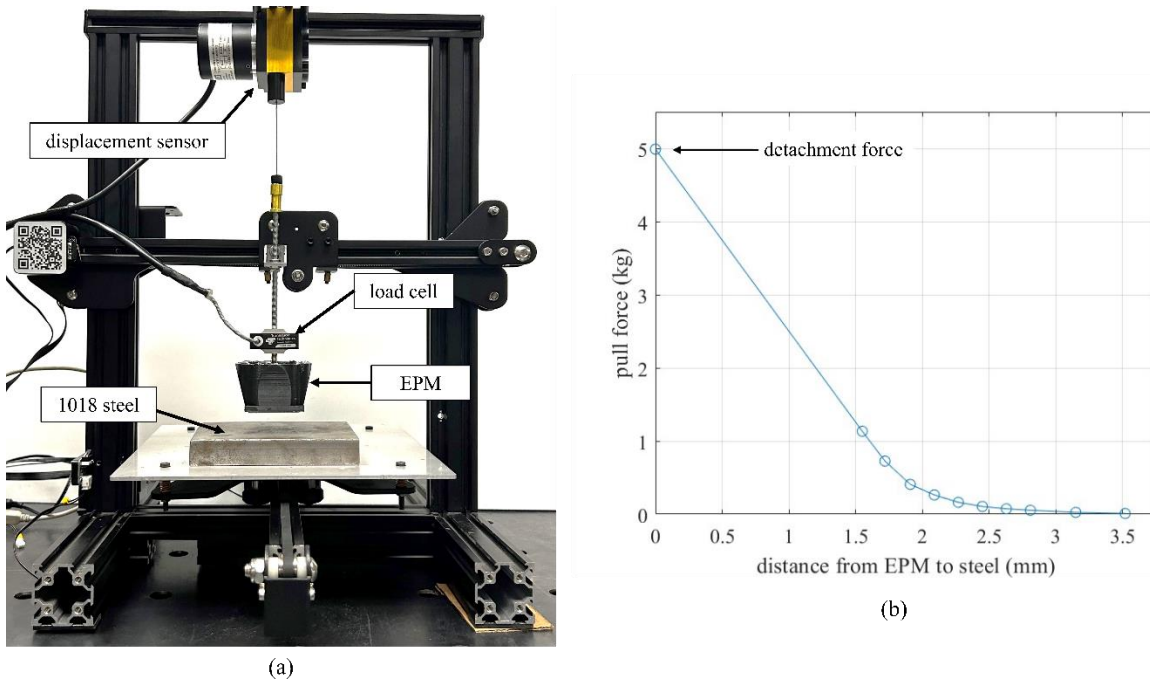 displacement sensor
load cell
EPM
1018 steel
(a)
detachment force
pull force (kg)
5
4
3
2
1
0
0
0.5
1
1.5
2
2.5
3
3.5
distance from EPM to steel (mm)
(b)